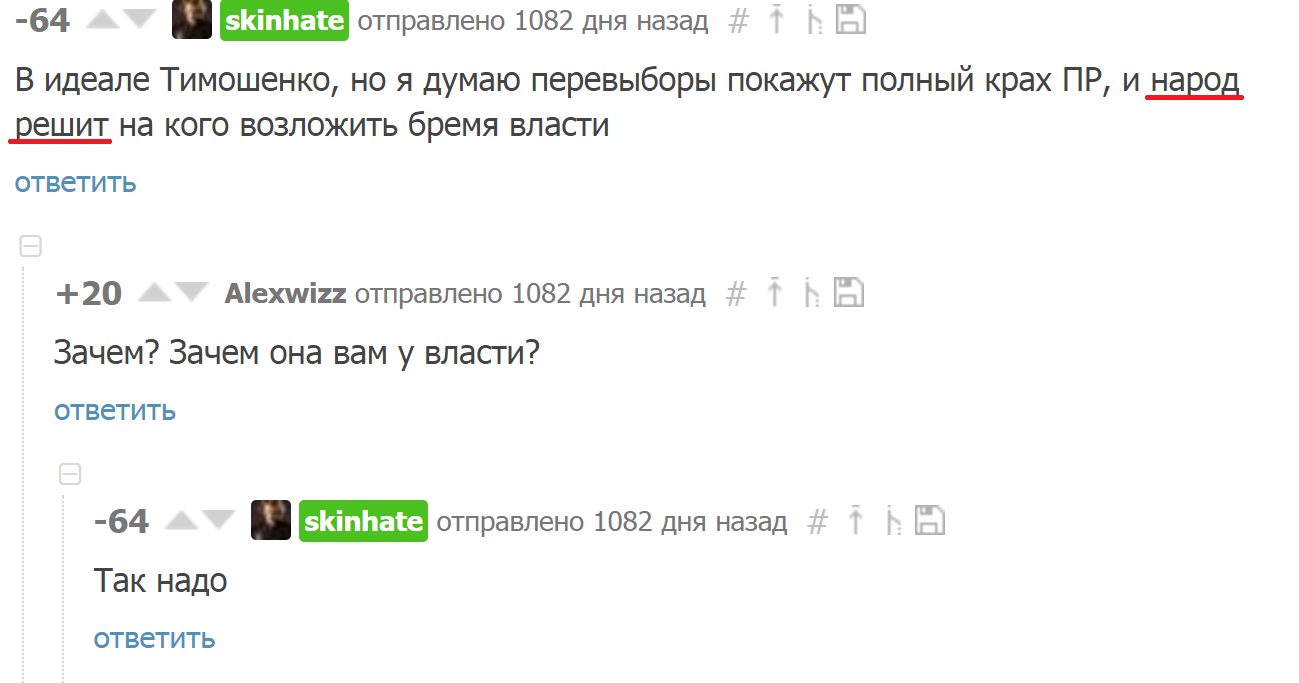 -64 skinhate отправлено 1082 дня назад #
В идеале Тимошенко, но я думаю перевыборы покажут полный крах ПР, и народ
решит на кого возложить бремя власти
ответить
+20 Alexwizz отправлено 1082 дня назад #
Зачем? Зачем она вам у власти?
ответить
-64 skinhate отправлено 1082 дня назад #
Так надо
ответить